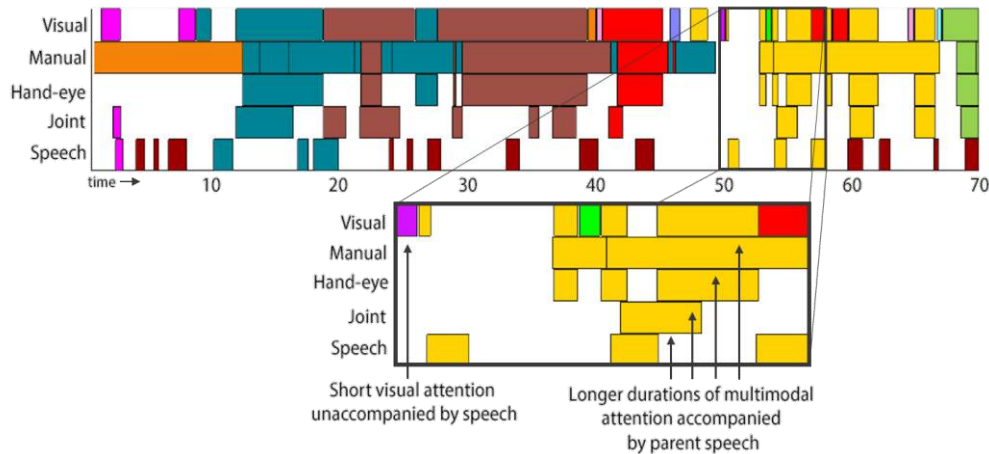 Visual
Manual
Hand-eye
Joint
Speech
time
10 20 30 40 50 60 70
Visual
Manual
Hand-eye
Joint
Speech
Short visual attention
unaccompanied by speech
Longer durations of multimodal
attention accompanied
by parent speech